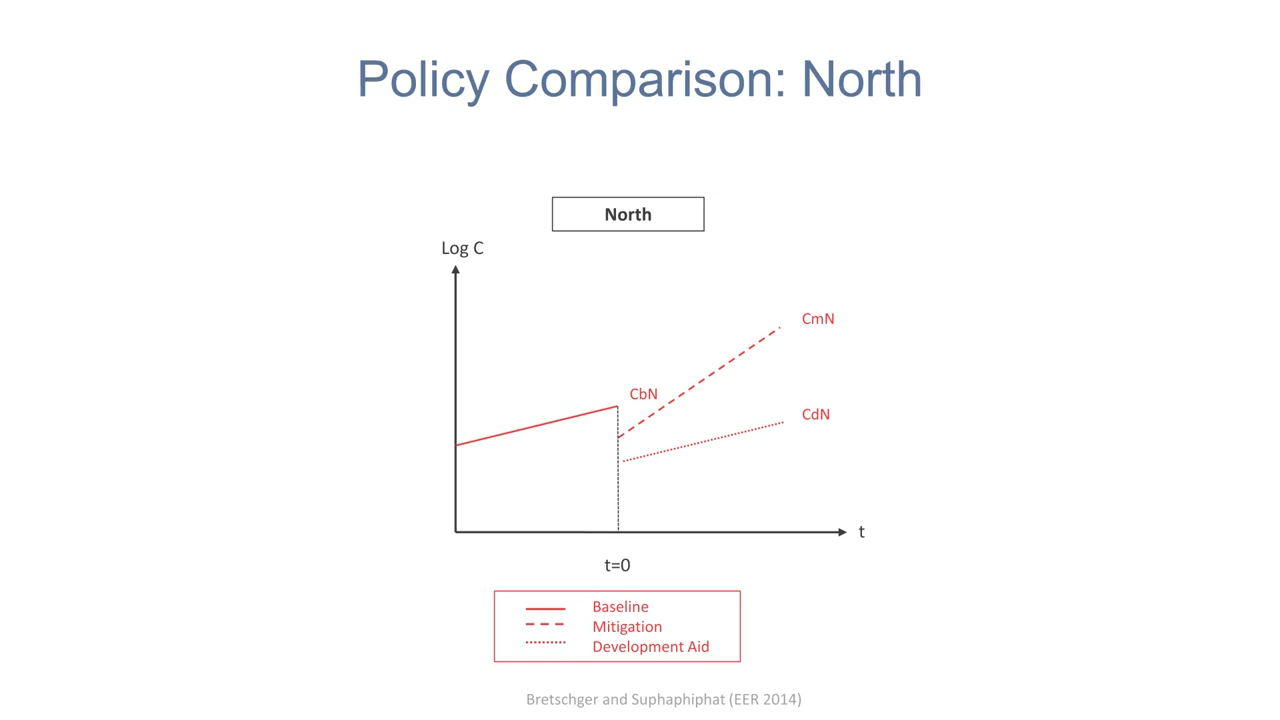 Policy Comparison: North
North
Log C
CmN
CbN
CdN
t
t=0
Baseline
Mitigation
Development Aid
Bretschger and Suphaphiphat (EER 2014)